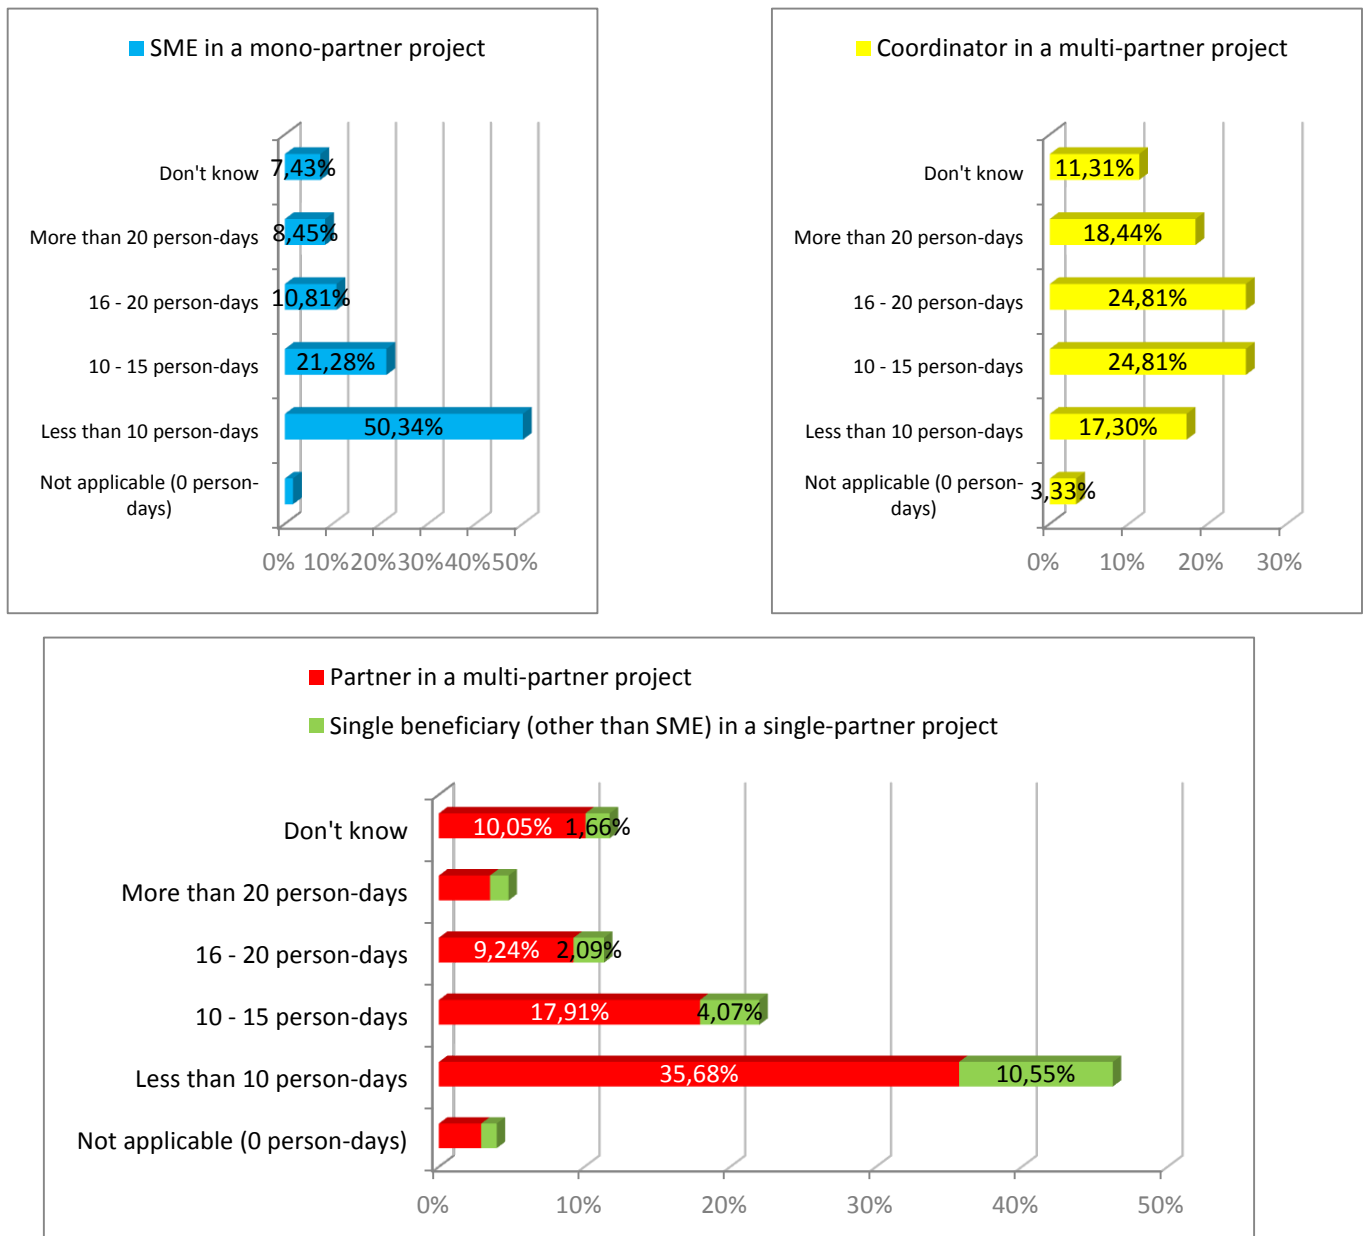 SME in a mono-partner project
Don't know
7,43%
More than 20 person-days
8,45%
16 - 20 person-days
10,81%
10 - 15 person-days
21,28%
Less than 10 person-days
50,34%
Not applicable (0 person-
days)
0% 10% 20% 30% 40% 50%
Coordinator in a multi-partner project
Don't know
11,31%
More than 20 person-days
18,44%
16 - 20 person-days
24,81%
10 - 15 person-days
24,81%
Less than 10 person-days
17,30%
Not applicable (0 person-
days)
3,33%
0% 10% 20% 30%
Partner in a multi-partner project
Single beneficiary (other than SME) in a single-partner project
Don't know
10,05% 1,66%
More than 20 person-days
16 - 20 person-days
9,24% 2,09%
10 - 15 person-days
17,91% 4,07%
Less than 10 person-days
35,68% 10,55%
Not applicable (0 person-days)
0% 10% 20% 30% 40% 50%